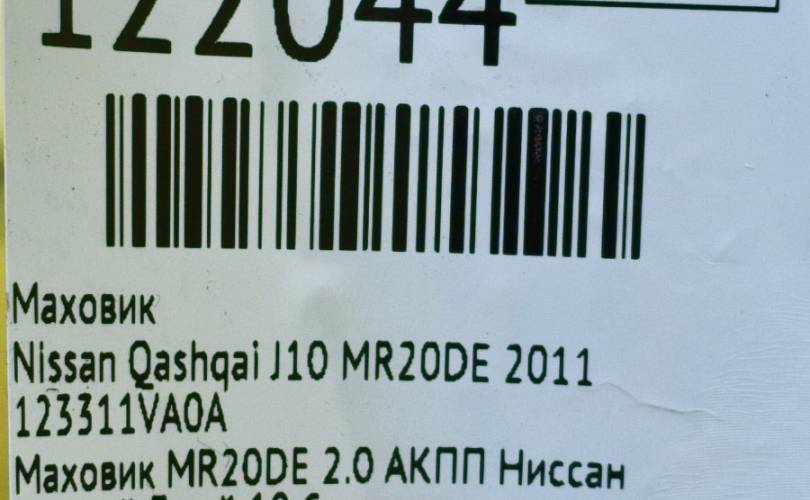 122044
Маховик
Nissan Qashqai J10 MR20DE 2011
123311VA0A
Маховик MR20DE 2.0 АКПП Ниссан